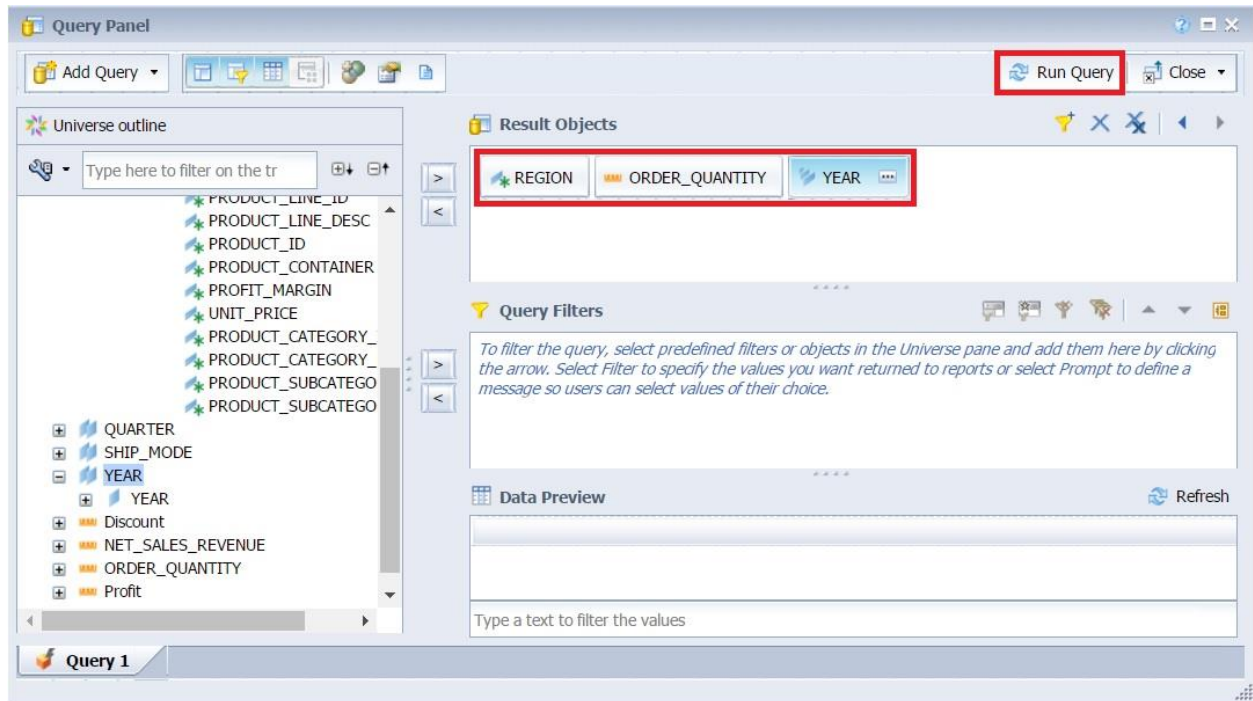 Query Panel
Add Query
Run Query
Close
Universe outline
Type here to filter on the tr
PRODUCT_LINE_ID
PRODUCT_LINE_DESC
PRODUCT_ID
PRODUCT_CONTAINER
PROFIT_MARGIN
UNIT_PRICE
PRODUCT_CATEGORY_
PRODUCT_CATEGORY_
PRODUCT_SUBCATEGO
PRODUCT_SUBCATEGO
QUARTER
SHIP_MODE
YEAR
YEAR
Discount
NET_SALES_REVENUE
ORDER_QUANTITY
Profit
>
<
>
<
Result Objects
REGION ORDER_QUANTITY YEAR
Query Filters
To filter the query, select predefined filters or objects in the Universe pane and add them here by clicking
the arrow. Select Filter to specify the values you want returned to reports or select Prompt to define a
message so users can select values of their choice.
Data Preview
Refresh
Type a text to filter the values
Query 1